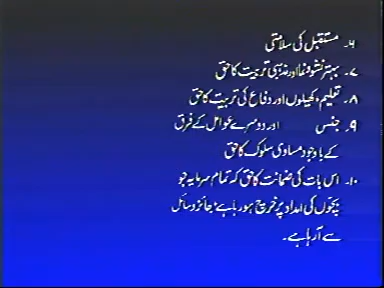 ۶۔ مستقبل کی سلامتی
۷۔ بہتر نشوونما اور مذہبی تربیت کا حق
۸۔ تعلیم، کھیلوں اور دفاع کی تربیت کا حق
۹۔ جنس اور دوسرے عوامل کے فرق
کے باوجود مساوی سلوک کا حق
۱۰۔ اس بات کی ضمانت کا حق کہ تمام سرمایہ جو
بچوں کی امداد پر خرچ ہو رہا ہے، جائز وسائل
سے آ رہا ہے۔